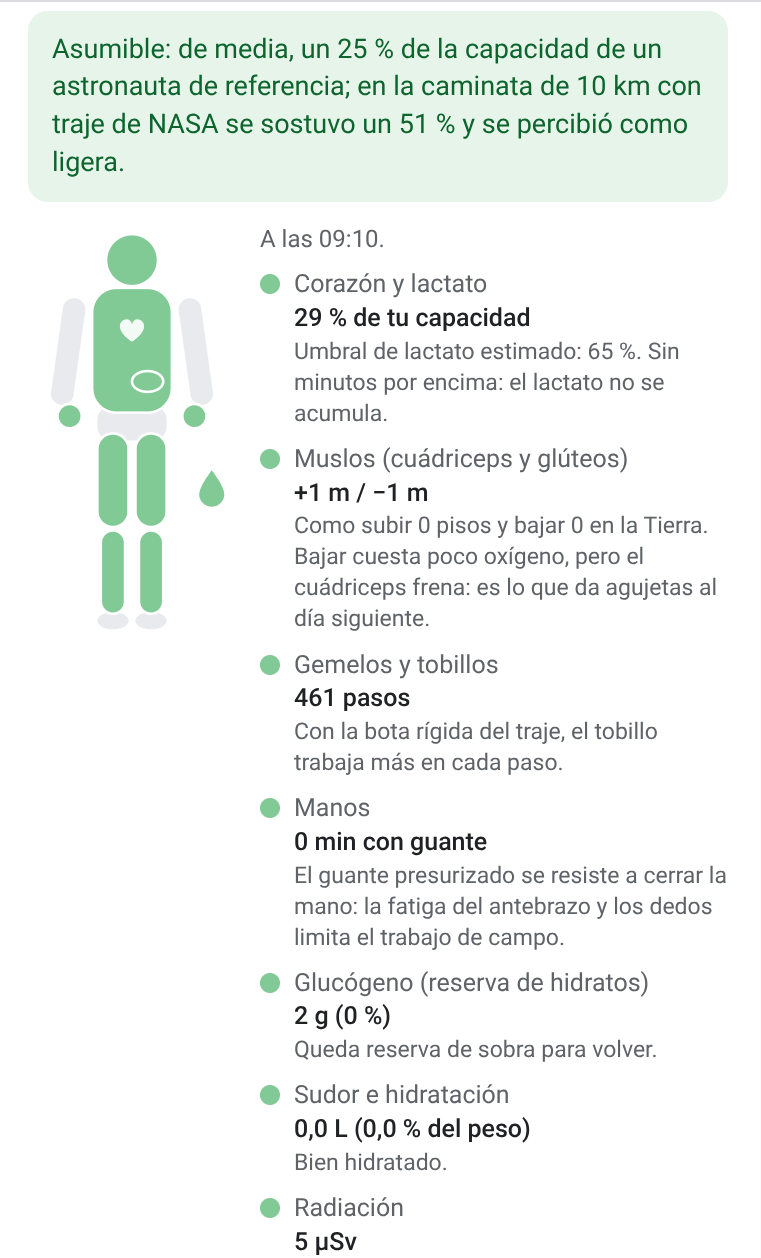 Asumible: de media, un 25 % de la capacidad de un
astronauta de referencia; en la caminata de 10 km con
traje de NASA se sostuvo un 51 % y se percibió como
ligera.
A las 09:10.
Corazón y lactato
29 % de tu capacidad
Umbral de lactato estimado: 65 %. Sin
minutos por encima: el lactato no se
acumula.
Muslos (cuádriceps y glúteos)
+1 m / −1 m
Como subir 0 pisos y bajar 0 en la Tierra.
Bajar cuesta poco oxígeno, pero el
cuádriceps frena: es lo que da agujetas al
día siguiente.
Gemelos y tobillos
461 pasos
Con la bota rígida del traje, el tobillo
trabaja más en cada paso.
Manos
0 min con guante
El guante presurizado se resiste a cerrar la
mano: la fatiga del antebrazo y los dedos
limita el trabajo de campo.
Glucógeno (reserva de hidratos)
2 g (0 %)
Queda reserva de sobra para volver.
Sudor e hidratación
0,0 L (0,0 % del peso)
Bien hidratado.
Radiación
5 µSv